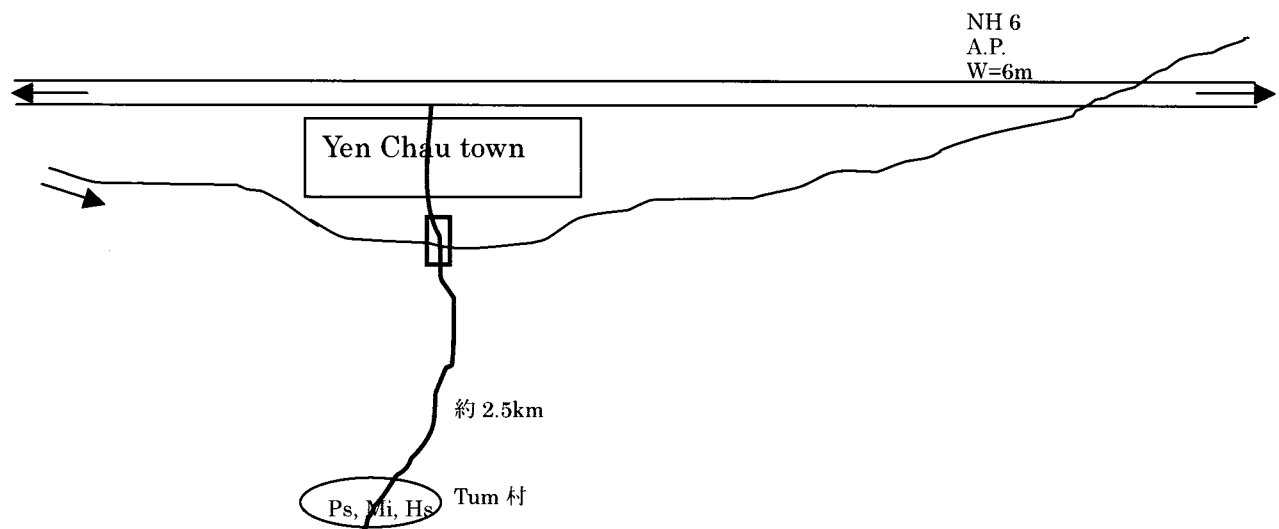 NH 6
A.P.
W=6m
Yen Chau town
約 2.5km
Tum 村
Ps, Mi, Hs